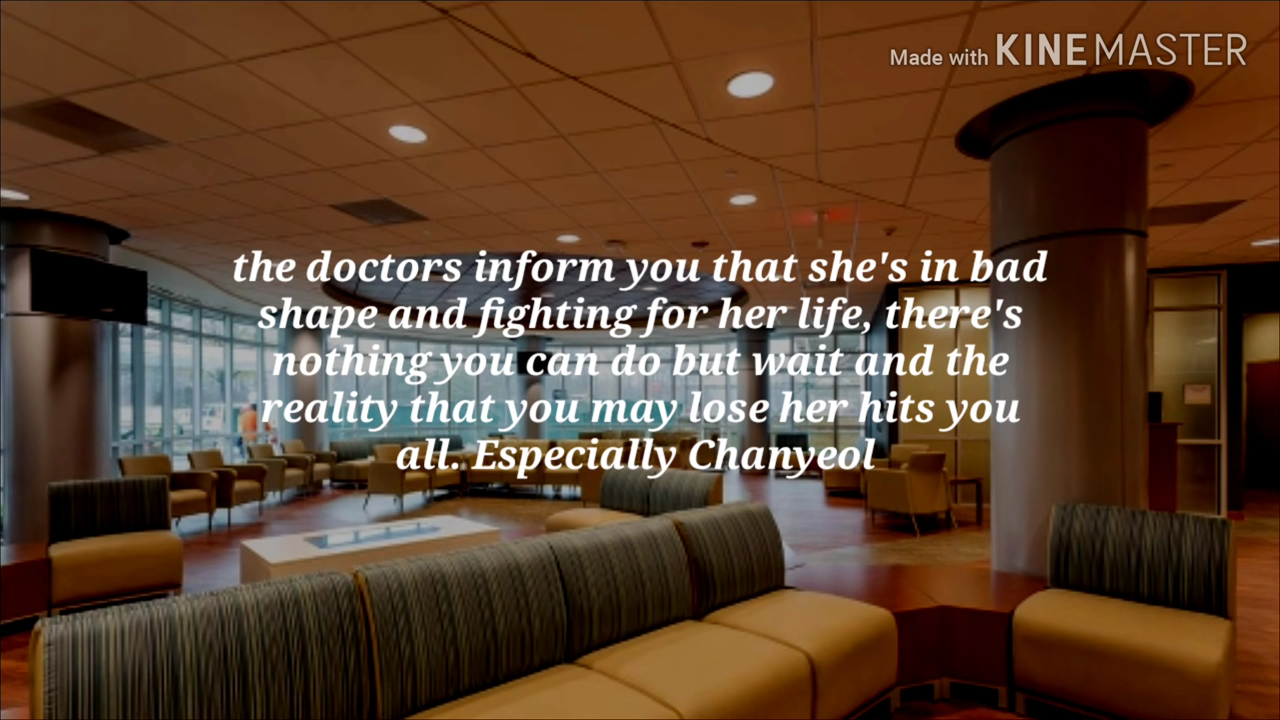 Made with KINEMASTER
the doctors inform you that she's in bad
shape and fighting for her life, there's
nothing you can do but wait and the
reality that you may lose her hits you
all. Especially Chanyeol